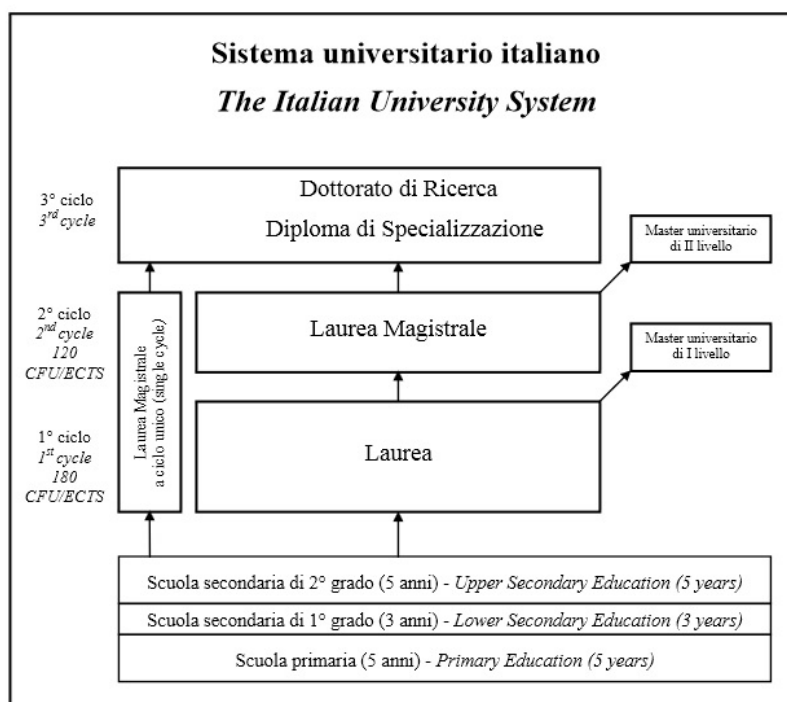 Sistema universitario italiano
The Italian University System
3° ciclo
3rd cycle
Dottorato di Ricerca
Diploma di Specializzazione
Master universitario
di II livello
2° ciclo
2nd cycle
120
CFU/ECTS
Laurea Magistrale
a ciclo unico (single cycle)
Laurea Magistrale
Master universitario
di I livello
1° ciclo
1st cycle
180
CFU/ECTS
Laurea
Scuola secondaria di 2° grado (5 anni) - Upper Secondary Education (5 years)
Scuola secondaria di 1° grado (3 anni) - Lower Secondary Education (3 years)
Scuola primaria (5 anni) - Primary Education (5 years)